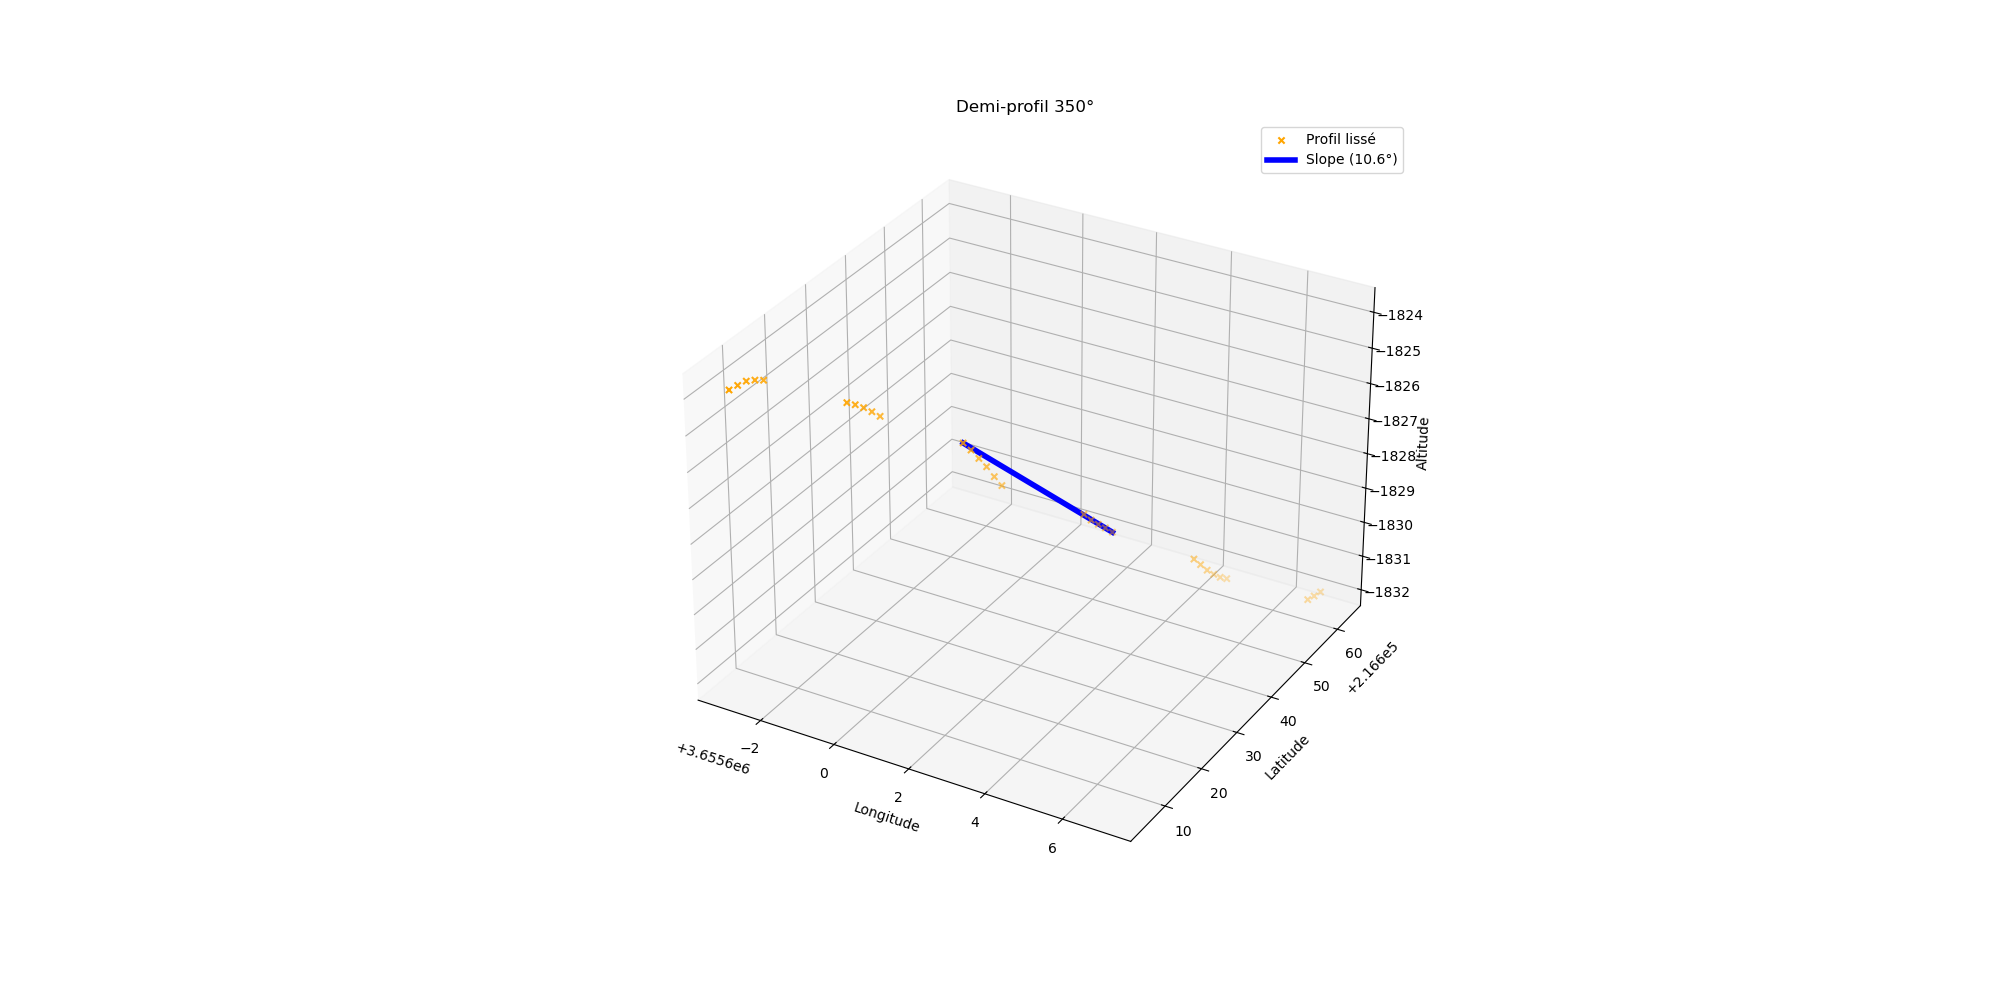 Demi-profil 350°
Profil lissé
Slope (10.6°)
−1824
−1825
−1826
−1827
−1828
−1829
−1830
−1831
−1832
Altitude
60
50
40
30
20
10
+2.166e5
Latitude
−2
0
2
4
6
+3.6556e6
Longitude